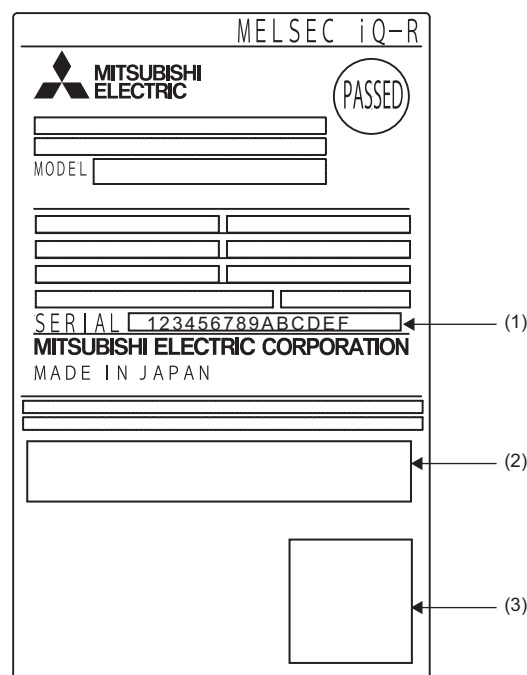 MELSEC iQ-R
MITSUBISHI
ELECTRIC
PASSED
MODEL
SERIAL 123456789ABCDEF
(1)
MITSUBISHI ELECTRIC CORPORATION
MADE IN JAPAN
(2)
(3)